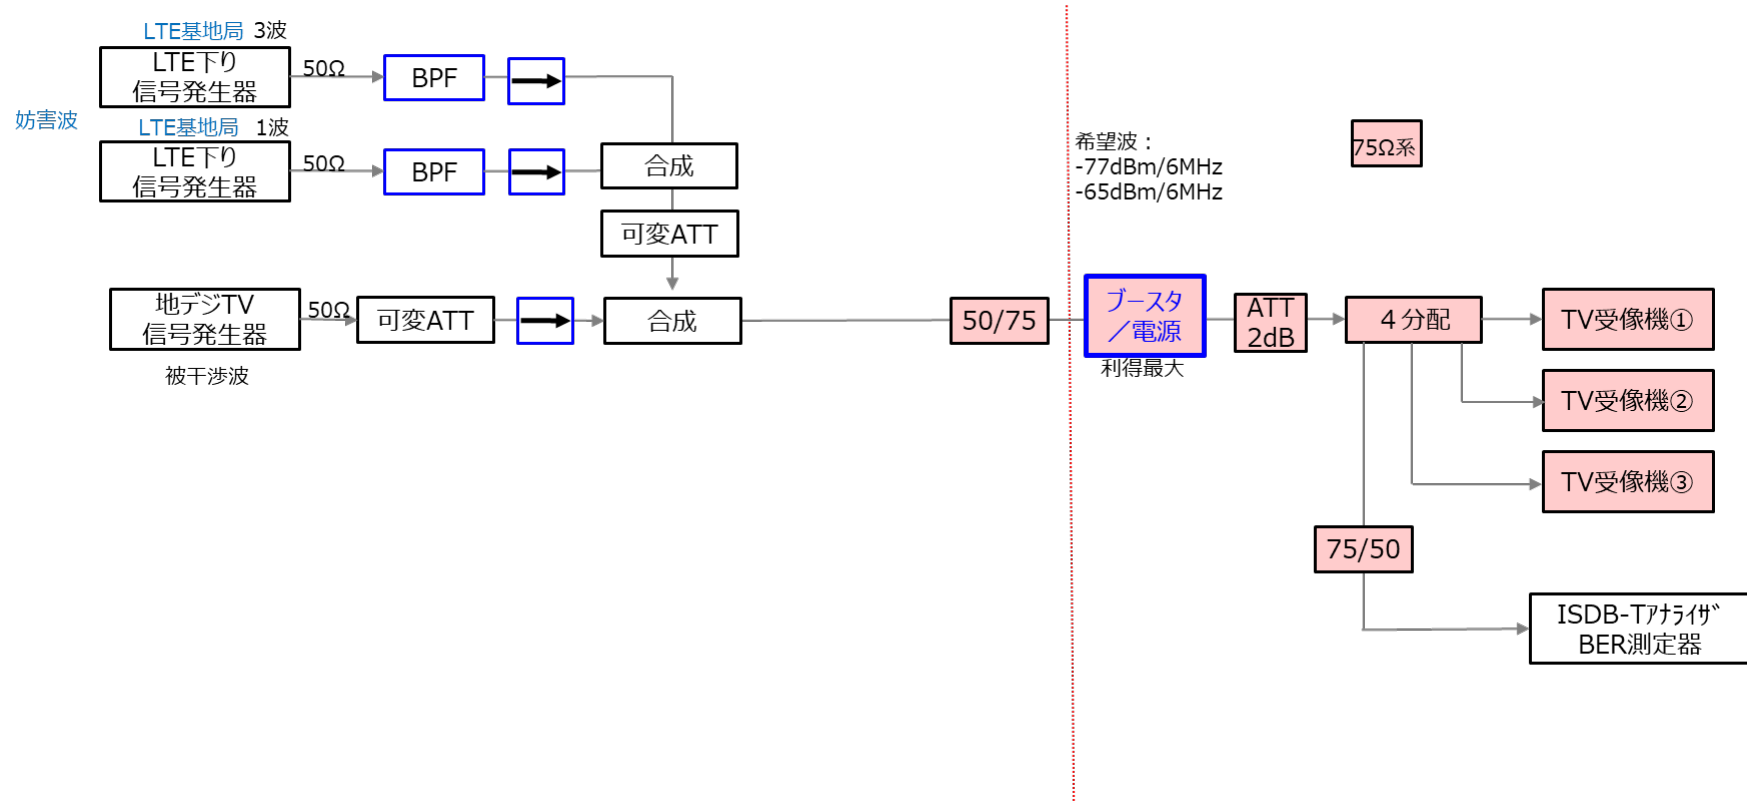 LTE基地局 3波
LTE下り
信号発生器
50Ω
BPF
妨害波
LTE基地局 1波
LTE下り
信号発生器
50Ω
BPF
合成
可変ATT
地デジTV
信号発生器
50Ω
可変ATT
合成
被干渉波
50/75
希望波：
-77dBm/6MHz
-65dBm/6MHz
75Ω系
ブースタ
／電源
利得最大
ATT
2dB
４分配
TV受像機①
TV受像機②
TV受像機③
75/50
ISDB-Tｱﾅﾗｲｻﾞ
BER測定器